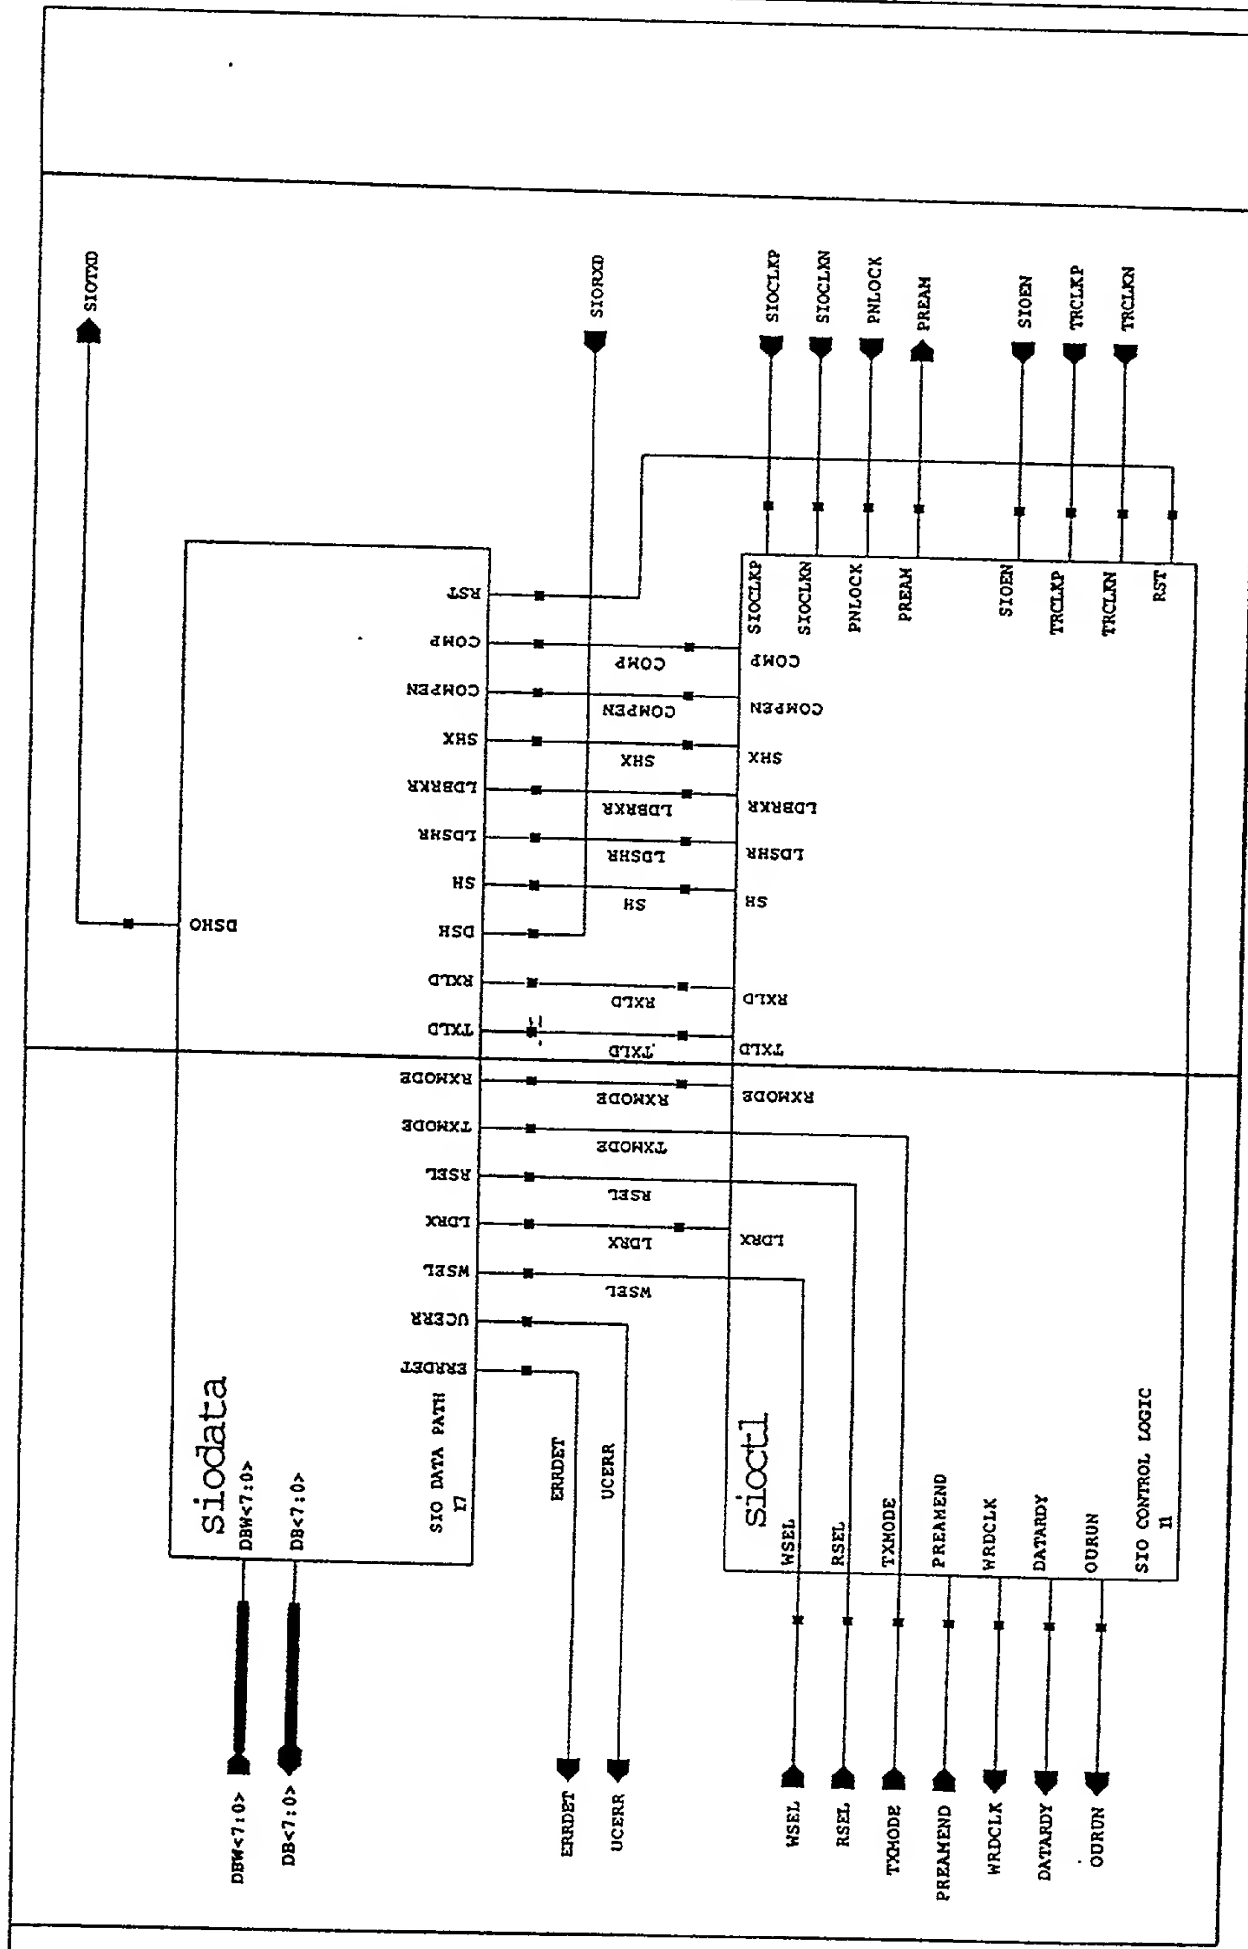 SIOTXD
SIORXD
SIOCLKP
SIOCLKN
PNLOCK
PREAM
SIOEN
TRCLKP
TRCLKN
RST
COMP
COMPEN
SHX
LDBRKR
LDSHR
SH
DSH
RXLD
TXLD
RXMODE
TXMODE
RSEL
LDRX
WSEL
UCERR
ERRDET
DSHO
siodata
DBW<7:0>
DB<7:0>
SIO DATA PATH
COMP
COMPEN
SHX
LDBRKR
LDSHR
SH
RXLD
TXLD
RXMODE
TXMODE
RSEL
LDRX
WSEL
ERRDET
UCERR
SIOCLKP
SIOCLKN
PNLOCK
PREAM
SIOEN
TRCLKP
TRCLKN
RST
COMP
COMPEN
SHX
LDBRKR
LDSHR
SH
RXLD
TXLD
RXMODE
LDRX
sioctl
WSEL
RSEL
TXMODE
PREAMEND
WRDCLK
DATARDY
OURUN
SIO CONTROL LOGIC
DBW<7:0>
DB<7:0>
ERRDET
UCERR
WSEL
RSEL
TXMODE
PREAMEND
WRDCLK
DATARDY
OURUN